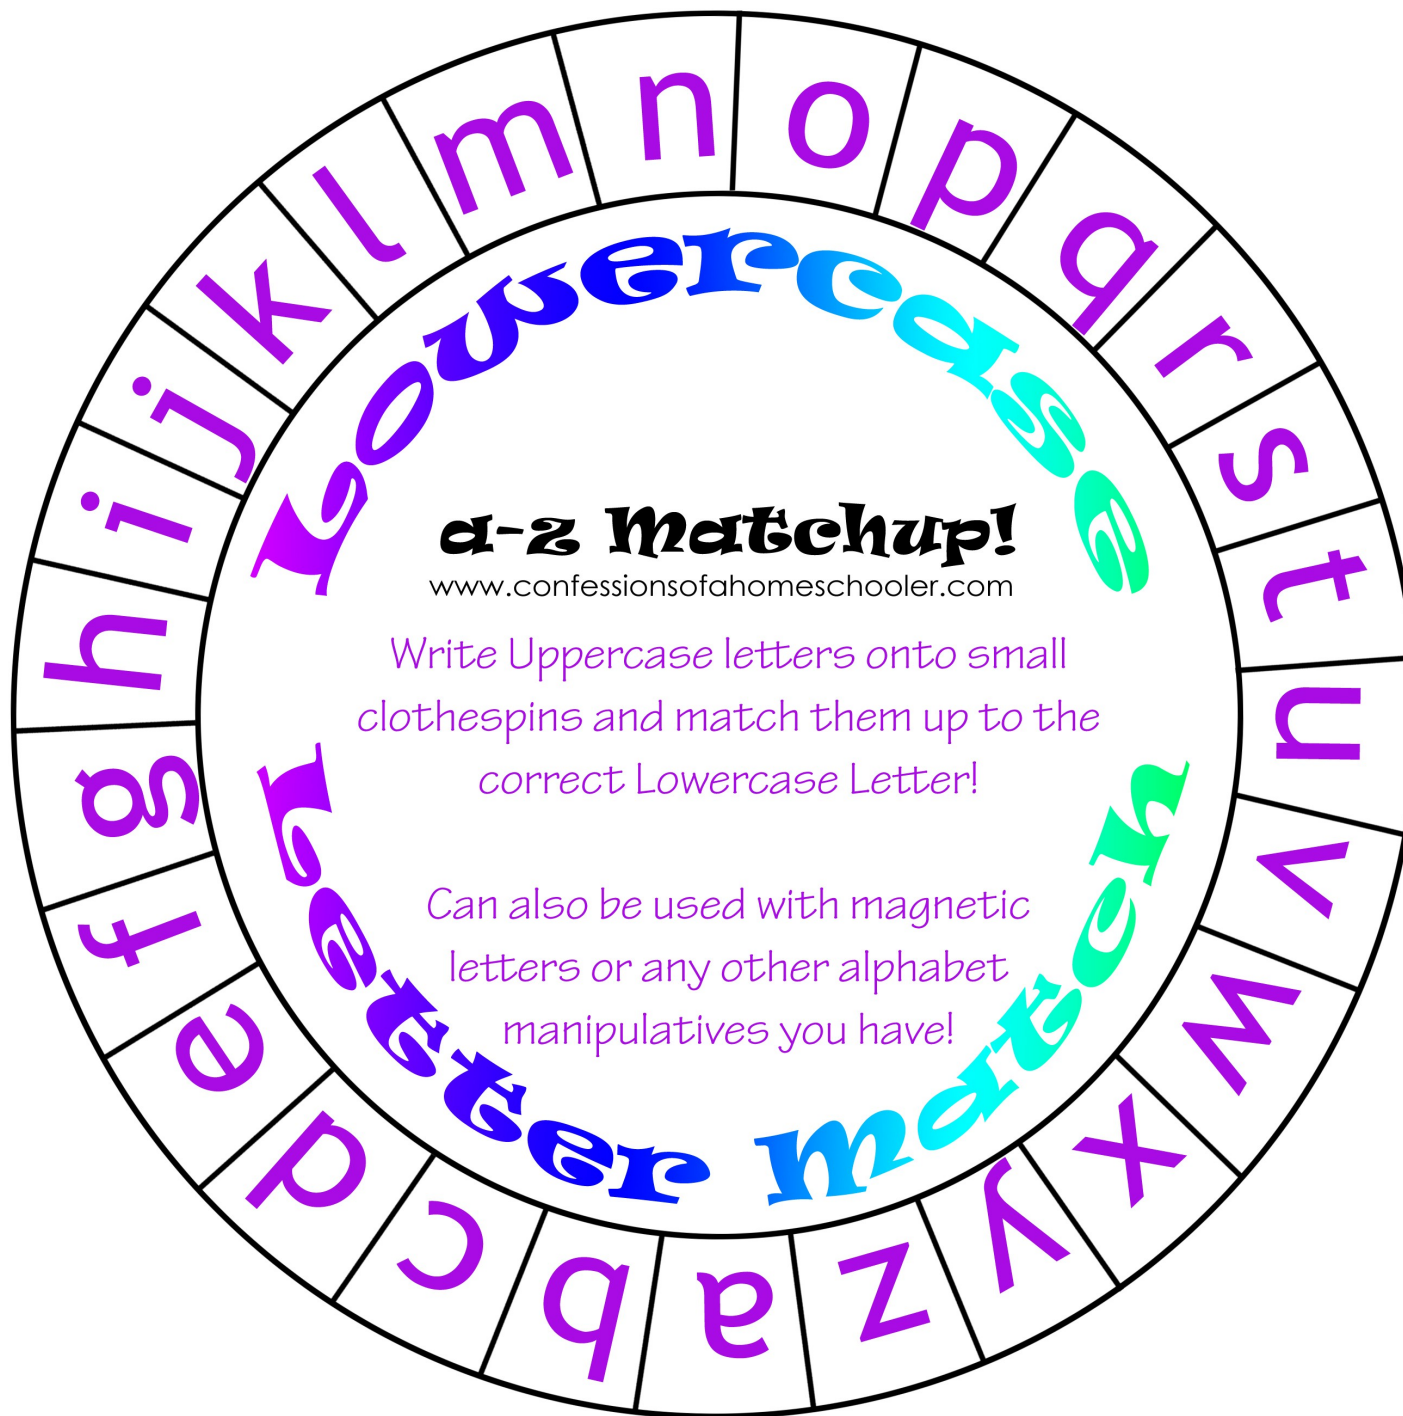 Lowercase
a-z Matchup!
www.confessionsofahomeschooler.com
Write Uppercase letters onto small
clothespins and match them up to the
correct Lowercase Letter!
Can also be used with magnetic
letters or any other alphabet
manipulatives you have!
Letter Match
a
b
c
d
e
f
g
h
i
j
k
l
m
n
o
p
q
r
s
t
u
v
w
x
y
z